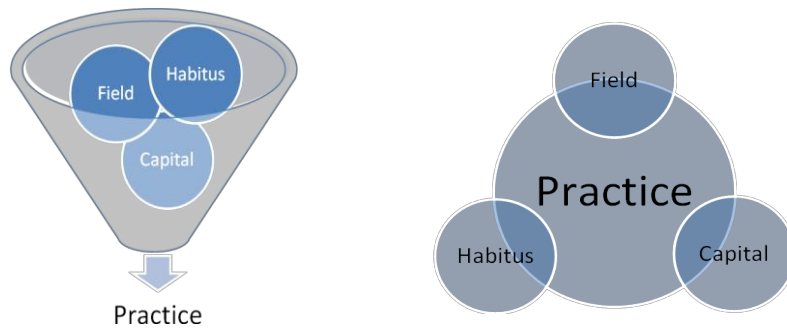 Field
Habitus
Capital
Practice
Field
Practice
Habitus
Capital